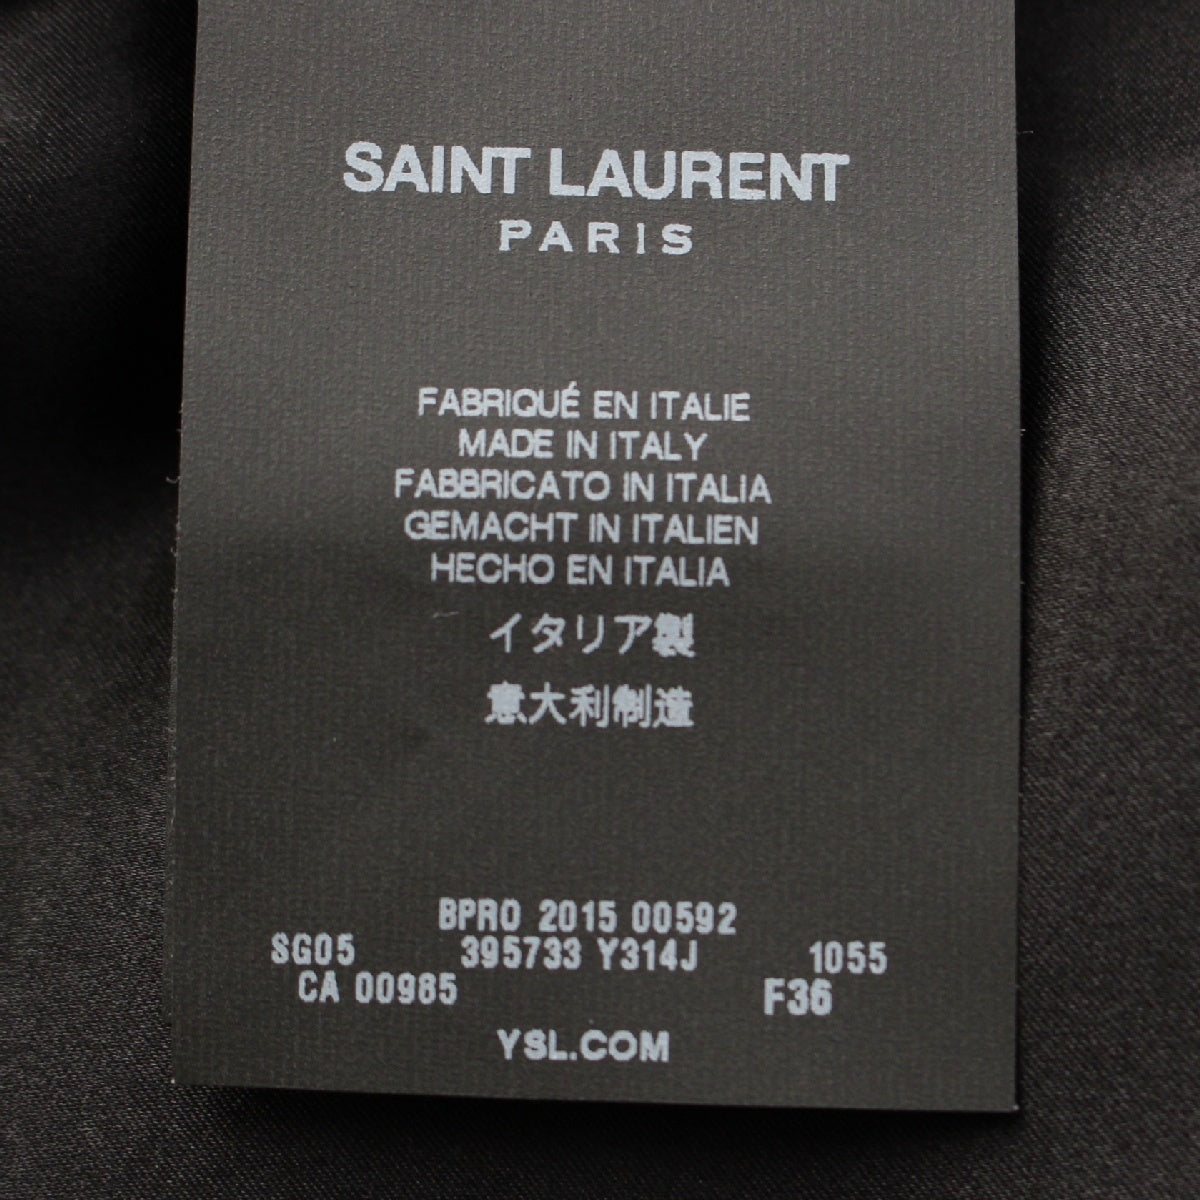 SAINT LAURENT
PARIS
FABRIQUÉ EN ITALIE
MADE IN ITALY
FABBRICATO IN ITALIA
GEMACHT IN ITALIEN
HECHO EN ITALIA
イタリア製
意大利制造
BPRO 2015 00592
SG05 395733 Y314J 1055
CA 00985 F36
YSL.COM